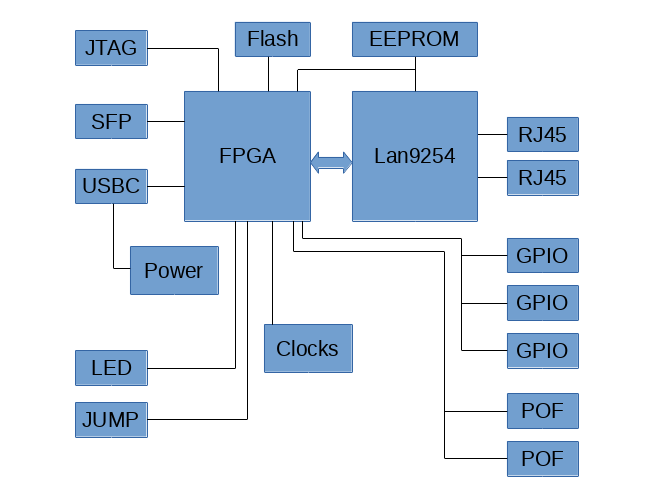 JTAG
Flash
EEPROM
SFP
FPGA
Lan9254
RJ45
RJ45
USBC
Power
GPIO
GPIO
GPIO
Clocks
LED
JUMP
POF
POF